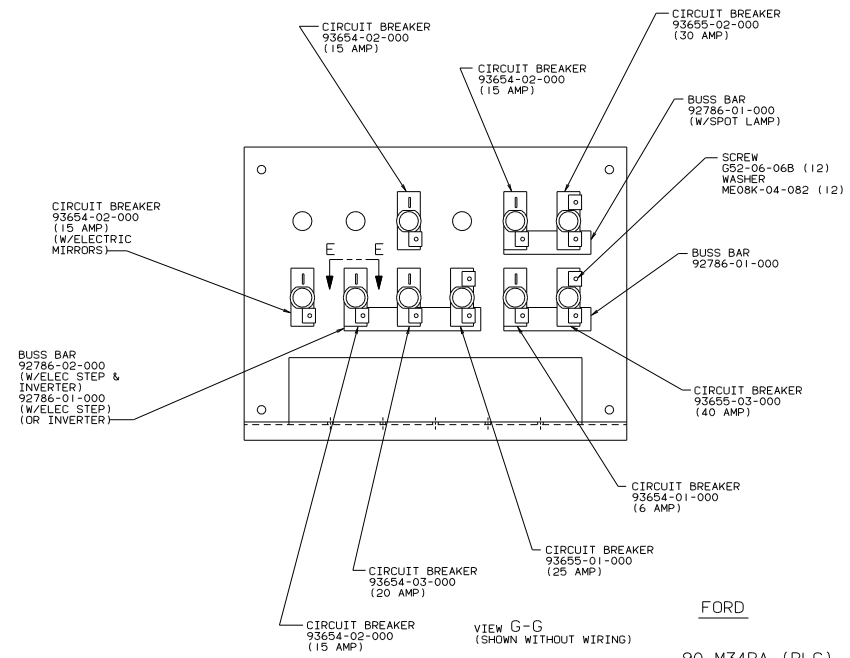 CIRCUIT BREAKER
93654-02-000
(15 AMP)
CIRCUIT BREAKER
93654-02-000
(15 AMP)
CIRCUIT BREAKER
93655-02-000
(30 AMP)
BUSS BAR
92786-01-000
(W/SPOT LAMP)
SCREW
G52-06-06B (12)
WASHER
ME08K-04-082 (12)
CIRCUIT BREAKER
93654-02-000
(15 AMP)
(W/ELECTRIC
MIRRORS)
E E
BUSS BAR
92786-01-000
BUSS BAR
92786-02-000
(W/ELEC STEP &
INVERTER)
92786-01-000
(W/ELEC STEP)
(OR INVERTER)
CIRCUIT BREAKER
93655-03-000
(40 AMP)
CIRCUIT BREAKER
93654-01-000
(6 AMP)
CIRCUIT BREAKER
93655-01-000
(25 AMP)
CIRCUIT BREAKER
93654-03-000
(20 AMP)
CIRCUIT BREAKER
93654-02-000
(15 AMP)
VIEW G-G
(SHOWN WITHOUT WIRING)
FORD